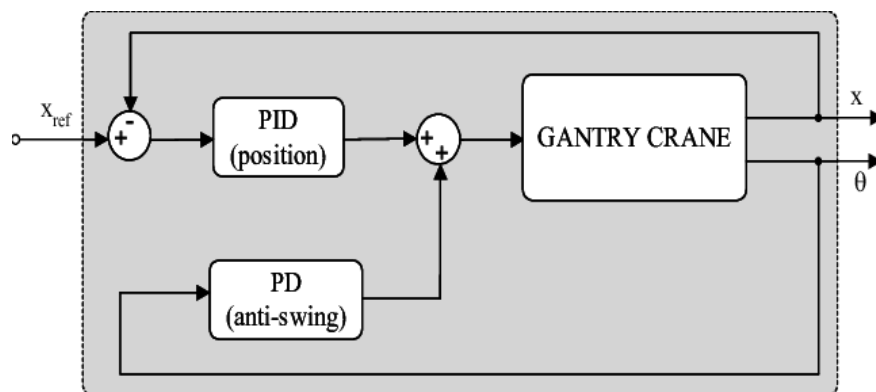 x_ref
+
-
PID
(position)
+
+
GANTRY CRANE
x
θ
PD
(anti-swing)